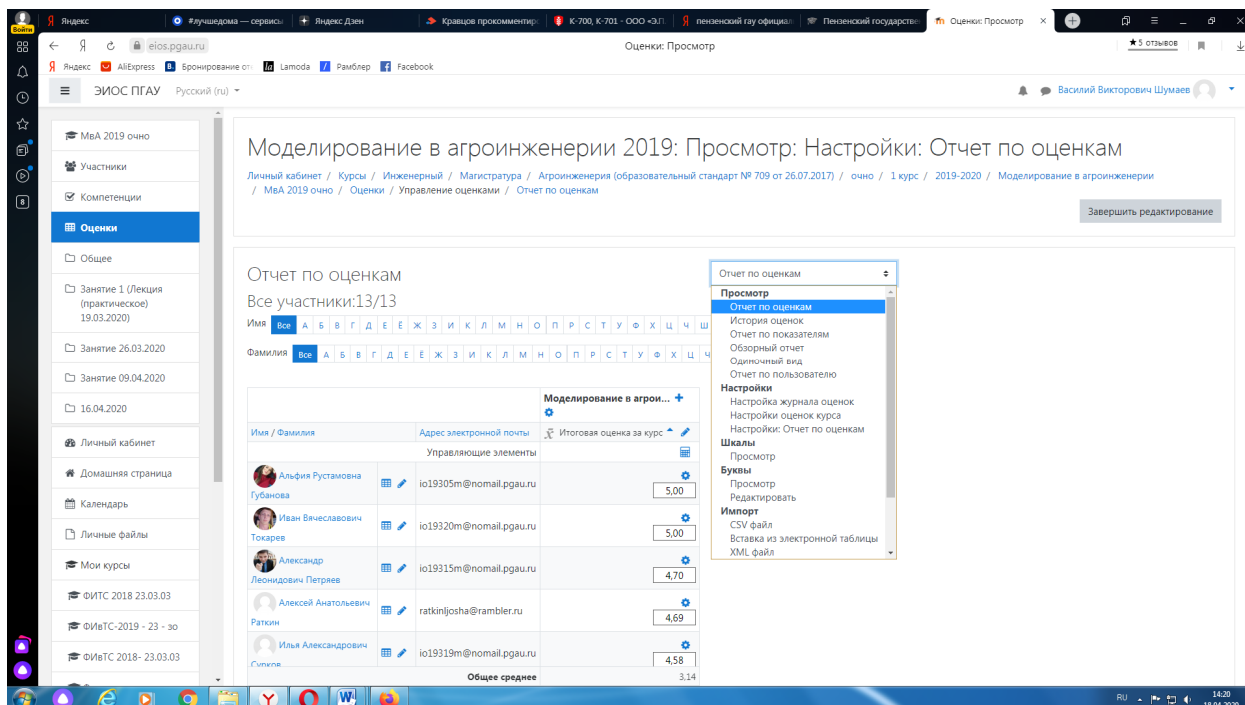 Войти
Яндекс
#лучшедома — сервисы
Яндекс Дзен
Кравцов прокомментир
К-700, К-701 - ООО «Э.П.
пензенский гау официал
Пензенский государстве
Оценки: Просмотр
eios.pgau.ru
Оценки: Просмотр
★5 отзывов
Яндекс
AliExpress
B. Бронирование от
la Lamoda
Рамблер
Facebook
ЭИОС ПГАУ Русский (ru)
Василий Викторович Шумаев
8
МвА 2019 очно
Участники
Компетенции
Оценки
Общее
Занятие 1 (Лекция
(практическое)
19.03.2020)
Занятие 26.03.2020
Занятие 09.04.2020
16.04.2020
Личный кабинет
Домашняя страница
Календарь
Личные файлы
Мои курсы
ФИТС 2018 23.03.03
ФИвТС-2019 - 23 - зо
ФИвТС 2018- 23.03.03
Моделирование в агроинженерии 2019: Просмотр: Настройки: Отчет по оценкам
Личный кабинет / Курсы / Инженерный / Магистратура / Агроинженерия (образовательный стандарт № 709 от 26.07.2017) / очно / 1 курс / 2019-2020 / Моделирование в агроинженерии
/ МвА 2019 очно / Оценки / Управление оценками / Отчет по оценкам
Завершить редактирование
Отчет по оценкам
Все участники:13/13
Имя Все А Б В Г Д Е Ё Ж З И К Л М Н О П Р С Т У Ф Х Ц Ч Ш
Фамилия Все А Б В Г Д Е Ё Ж З И К Л М Н О П Р С Т У Ф Х Ц Ч
Моделирование в агрои...
Имя / Фамилия Адрес электронной почты x̄ Итоговая оценка за курс
Управляющие элементы
Альфия Рустамовна
Губанова
io19305m@nomail.pgau.ru
5,00
Иван Вячеславович
Токарев
io19320m@nomail.pgau.ru
5,00
Александр
Леонидович Петряев
io19315m@nomail.pgau.ru
4,70
Алексей Анатольевич
Раткин
ratkinljosha@rambler.ru
4,69
Илья Александрович
Сурков
io19319m@nomail.pgau.ru
4,58
Общее среднее 3,14
Отчет по оценкам
Просмотр
Отчет по оценкам
История оценок
Отчет по показателям
Обзорный отчет
Одиночный вид
Отчет по пользователю
Настройки
Настройка журнала оценок
Настройки оценок курса
Настройки: Отчет по оценкам
Шкалы
Просмотр
Буквы
Просмотр
Редактировать
Импорт
CSV файл
Вставка из электронной таблицы
XML файл
RU
14:20
18.04.2020